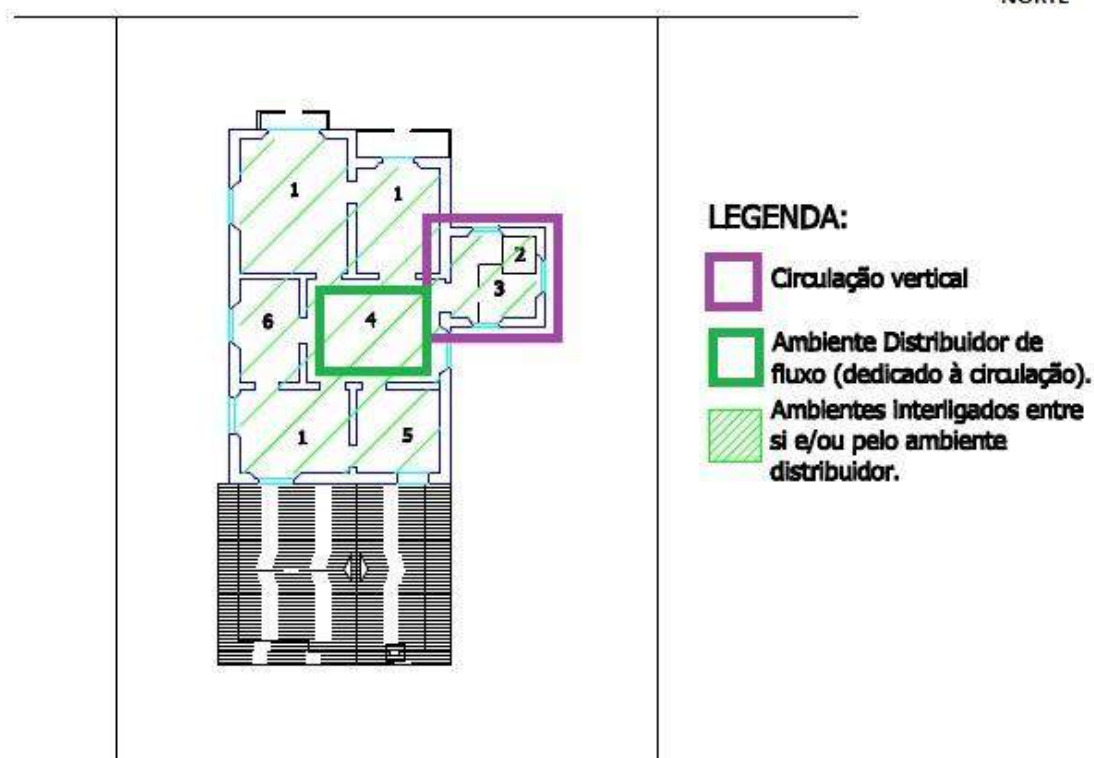 NORTE
1
1
2
3
4
6
1
5
LEGENDA:
Circulação vertical
Ambiente Distribuidor de
fluxo (dedicado à circulação).
Ambientes interligados entre
si e/ou pelo ambiente
distribuidor.